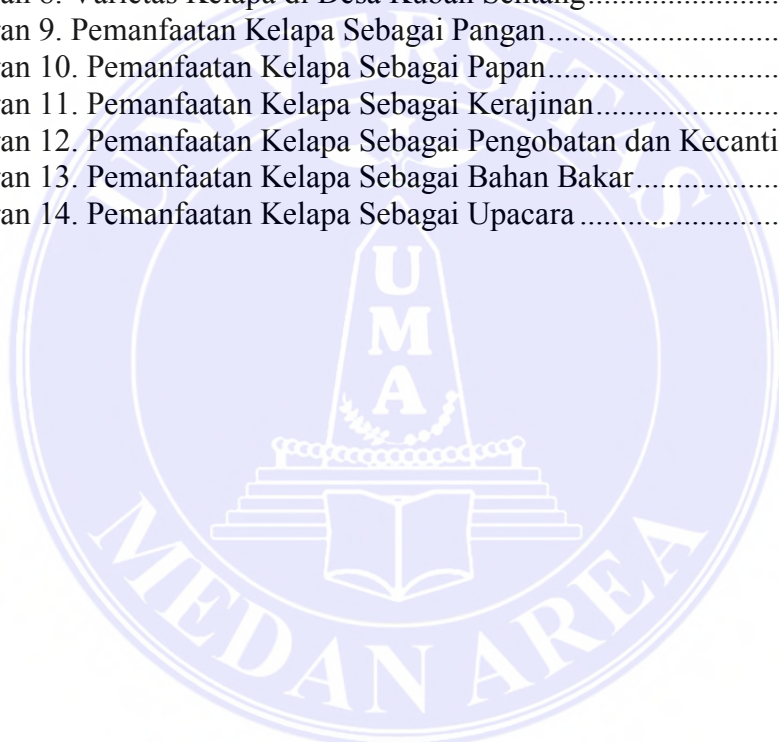 an 8. Varietas Kelapa di Desa Kubah Sentang
an 9. Pemanfaatan Kelapa Sebagai Pangan
an 10. Pemanfaatan Kelapa Sebagai Papan
an 11. Pemanfaatan Kelapa Sebagai Kerajinan
an 12. Pemanfaatan Kelapa Sebagai Pengobatan dan Kecanti
an 13. Pemanfaatan Kelapa Sebagai Bahan Bakar
an 14. Pemanfaatan Kelapa Sebagai Upacara
UNIVERSITAS
U
M
A
MEDAN AREA